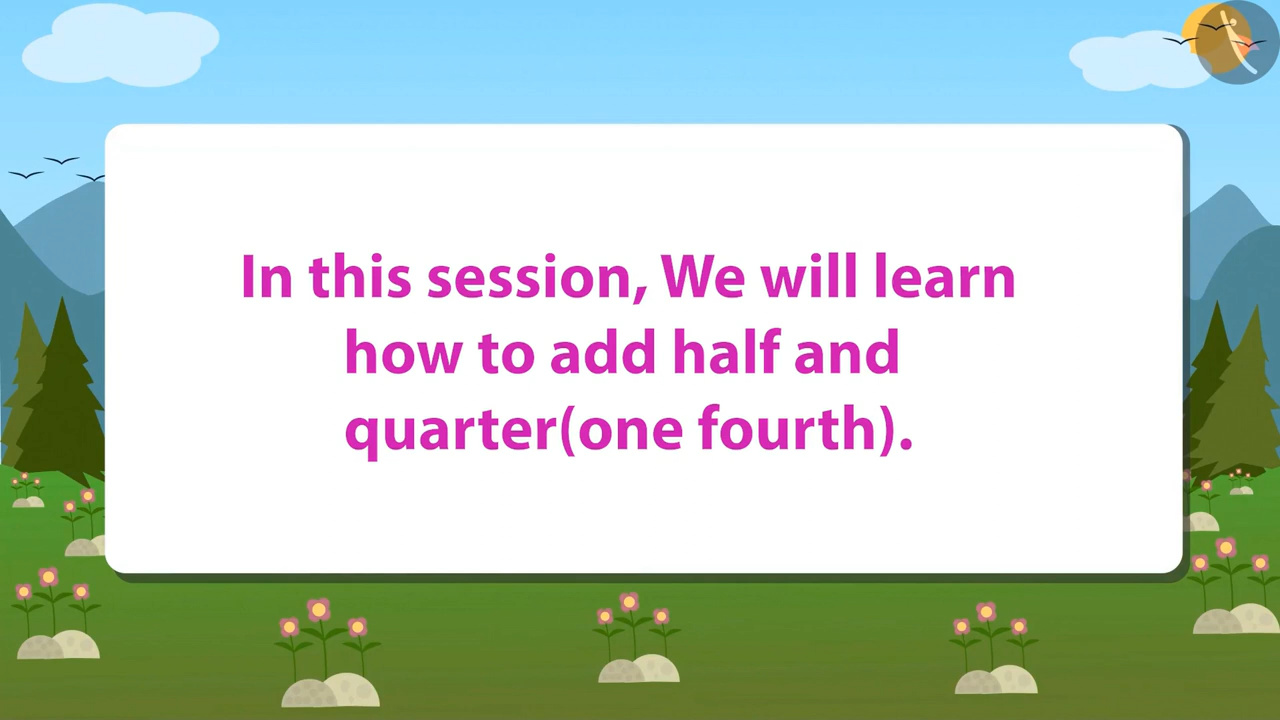 In this session, We will learn
how to add half and
quarter(one fourth).